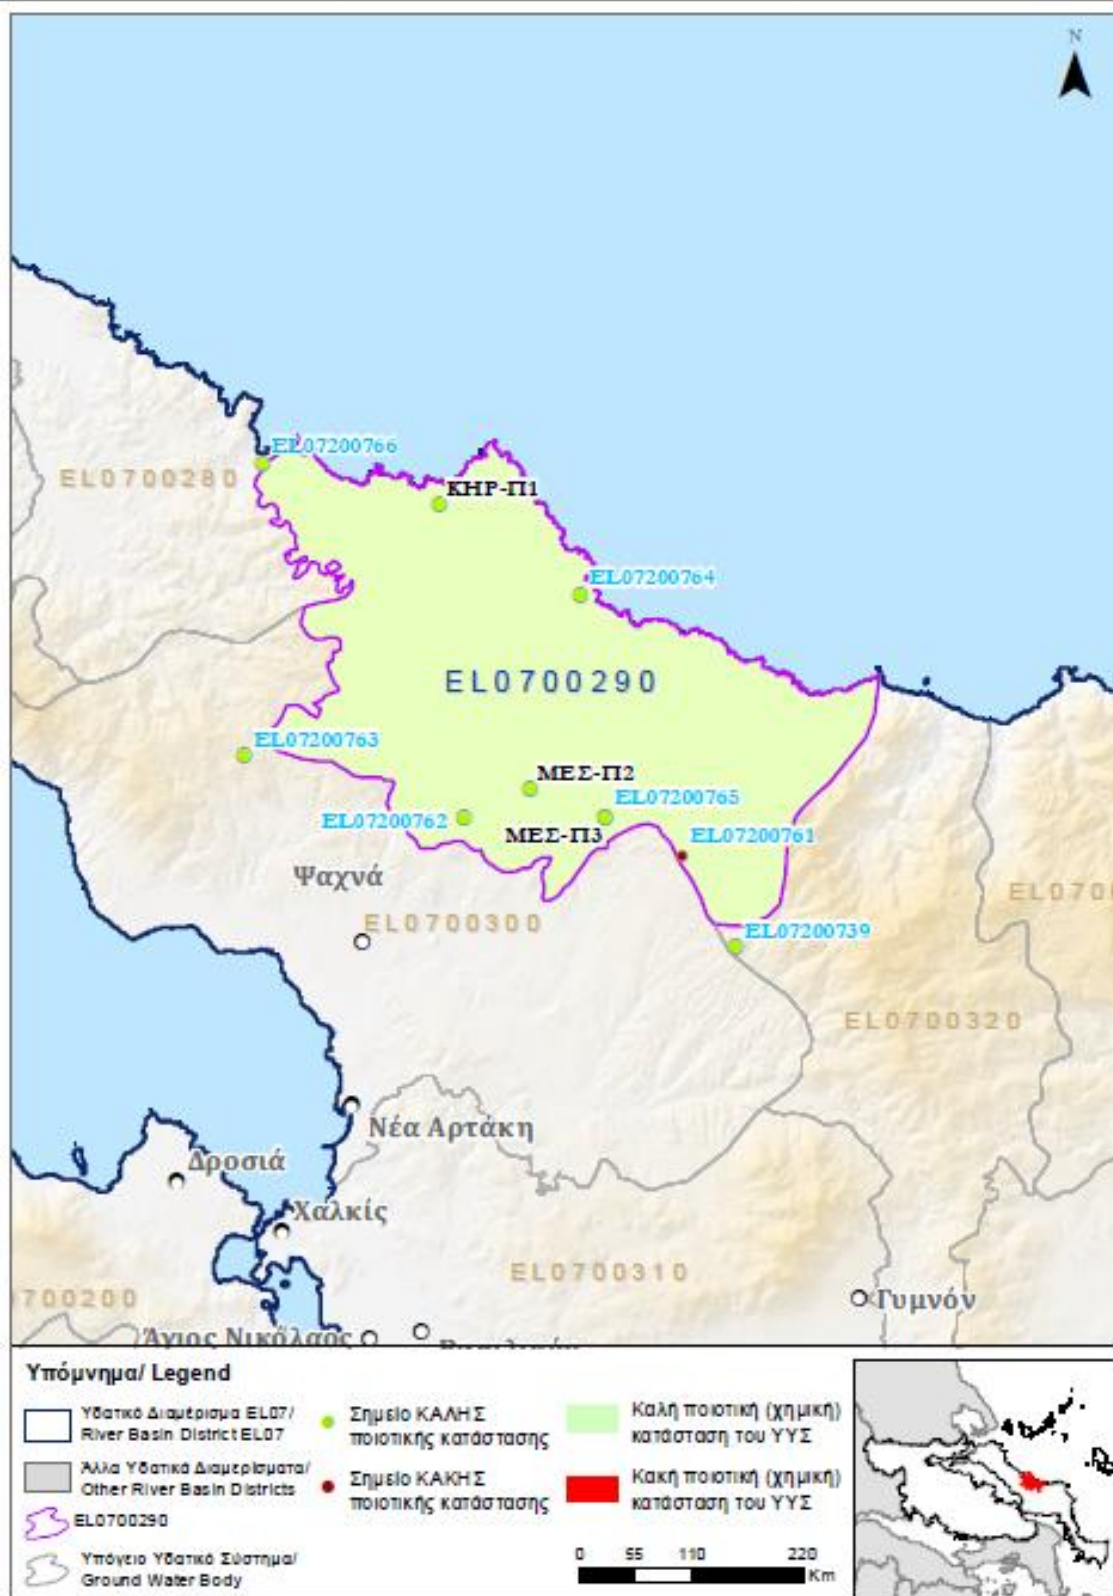 N
EL07200766
EL0700280
ΚΗΡ-Π1
EL07200764
EL0700290
EL07200763
ΜΕΣ-Π2
EL07200765
EL07200762
ΜΕΣ-Π3
EL07200761
Ψαχνά
EL0700300
EL07200739
EL0700320
Νέα Αρτάκη
Δροσιά
Χαλκίς
EL0700310
700200
Γυμνόν
Άγιος Νικόλαος
Υπόμνημα/ Legend
Υδατικό Διαμέρισμα EL07/
River Basin District EL07
Άλλα Υδατικά Διαμερίσματα/
Other River Basin Districts
EL0700290
Υπόγειο Υδατικό Σύστημα/
Ground Water Body
Σημείο ΚΑΛΗΣ
ποιοτικής κατάστασης
Σημείο ΚΑΚΗΣ
ποιοτικής κατάστασης
Καλή ποιοτική (χημική)
κατάσταση του ΥΥΣ
Κακή ποιοτική (χημική)
κατάσταση του ΥΥΣ
0 55 110 220
Km